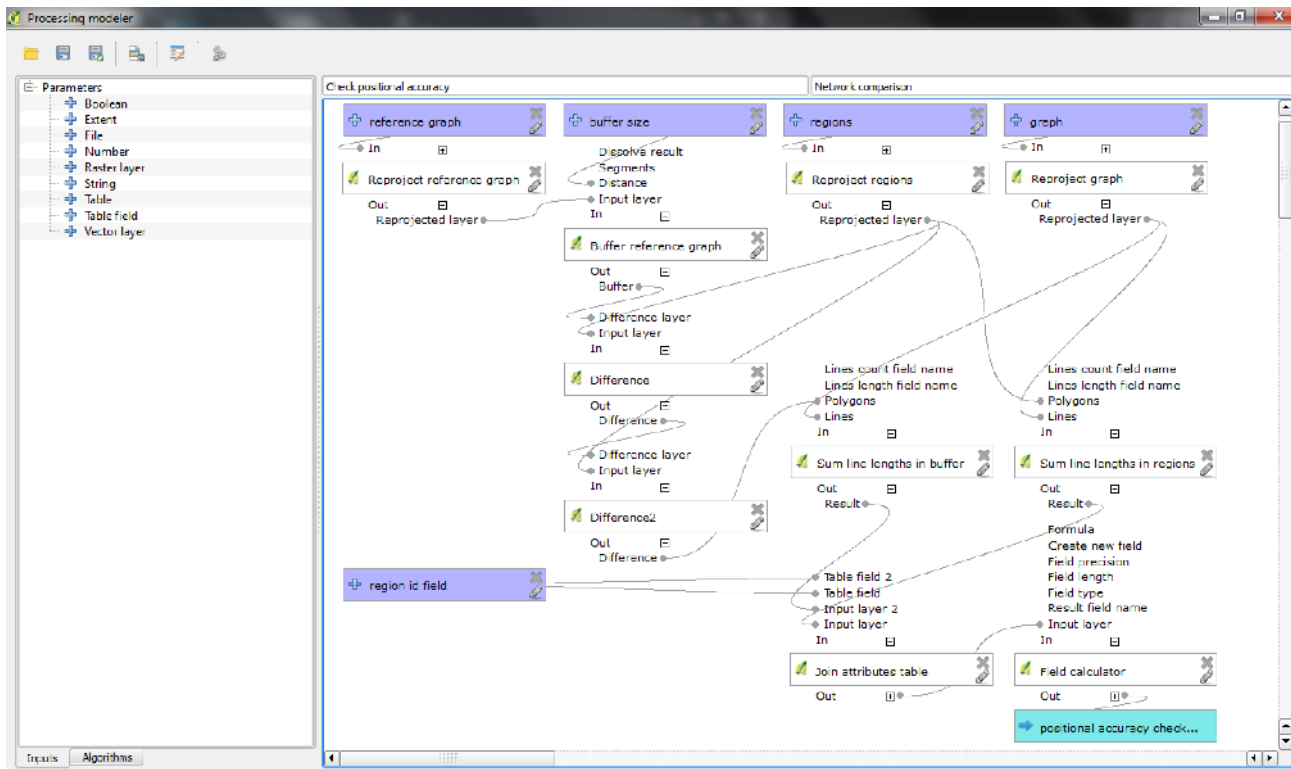 Processing modeler
Parameters
Boolean
Extent
File
Number
Raster layer
String
Table
Table field
Vector layer
Inputs
Algorithms
Check positional accuracy
Network comparison
reference graph
In
Reproject reference graph
Out
Reprojected layer
region id field
buffer size
Dissolve result
Segments
Distance
Input layer
In
Buffer reference graph
Out
Buffer
Difference layer
Input layer
In
Difference
Out
Difference
Difference layer
Input layer
In
Difference2
Out
Difference
regions
In
Reproject regions
Out
Reprojected layer
Lines count field name
Lines length field name
Polygons
Lines
In
Sum line lengths in buffer
Out
Result
Table field 2
Table field
Input layer 2
Input layer
In
Join attributes table
Out
graph
In
Reproject graph
Out
Reprojected layer
Lines count field name
Lines length field name
Polygons
Lines
In
Sum line lengths in regions
Out
Result
Formula
Create new field
Field precision
Field length
Field type
Result field name
Input layer
In
Field calculator
Out
positional accuracy check...